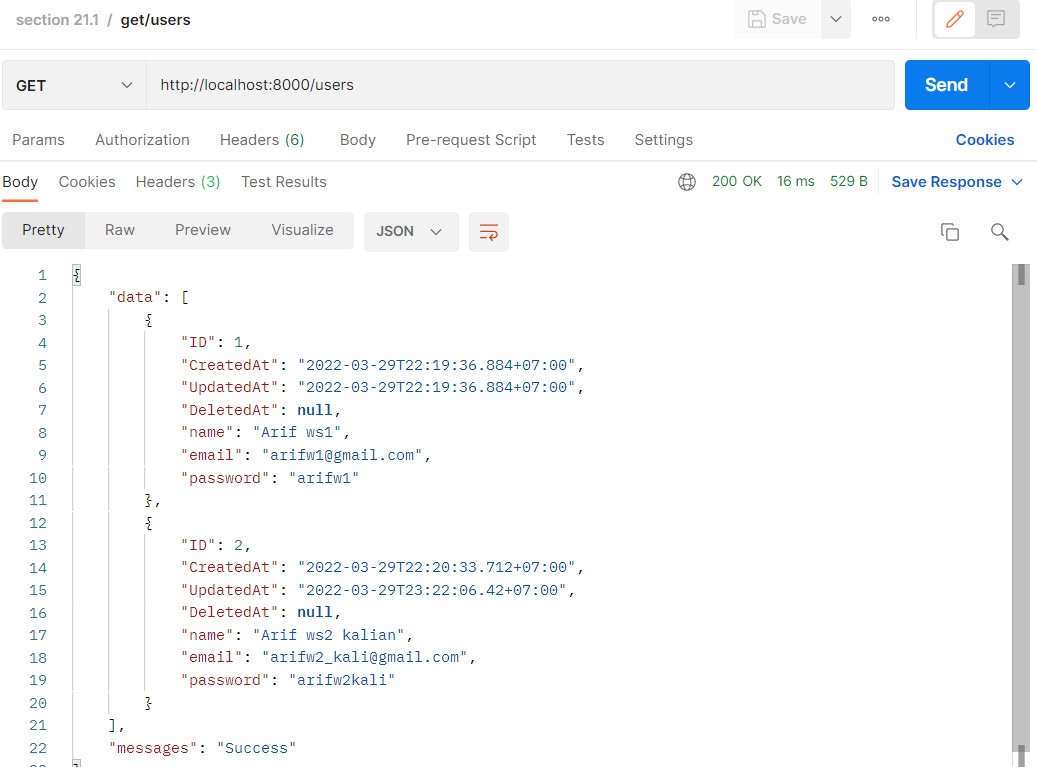 section 21.1 / get/users
Save
GET http://localhost:8000/users Send
Params Authorization Headers (6) Body Pre-request Script Tests Settings Cookies
Body Cookies Headers (3) Test Results 200 OK 16 ms 529 B Save Response
Pretty Raw Preview Visualize JSON
1 {
2 "data": [
3 {
4 "ID": 1,
5 "CreatedAt": "2022-03-29T22:19:36.884+07:00",
6 "UpdatedAt": "2022-03-29T22:19:36.884+07:00",
7 "DeletedAt": null,
8 "name": "Arif ws1",
9 "email": "arifw1@gmail.com",
10 "password": "arifw1"
11 },
12 {
13 "ID": 2,
14 "CreatedAt": "2022-03-29T22:20:33.712+07:00",
15 "UpdatedAt": "2022-03-29T23:22:06.42+07:00",
16 "DeletedAt": null,
17 "name": "Arif ws2 kalian",
18 "email": "arifw2_kali@gmail.com",
19 "password": "arifw2kali"
20 }
21 ],
22 "messages": "Success"